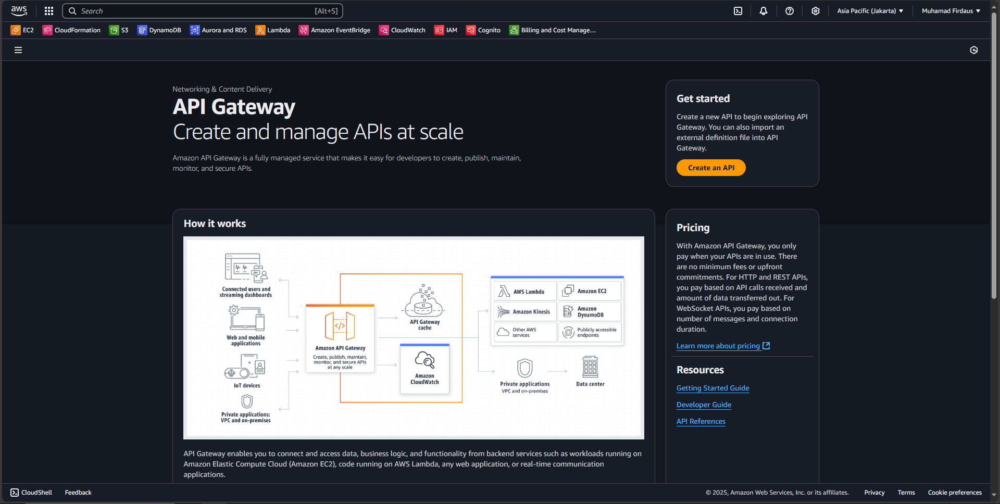 aws
Search [Alt+S]
Asia Pacific (Jakarta)
Muhamad Firdaus
EC2
CloudFormation
S3
DynamoDB
Aurora and RDS
Lambda
Amazon EventBridge
CloudWatch
IAM
Cognito
Billing and Cost Manage...
Networking & Content Delivery
API Gateway
Create and manage APIs at scale
Amazon API Gateway is a fully managed service that makes it easy for developers to create, publish, maintain,
monitor, and secure APIs.
Get started
Create a new API to begin exploring API
Gateway. You can also import an
external definition file into API
Gateway.
Create an API
How it works
Connected users and
streaming dashboards
Web and mobile
applications
IoT devices
Private applications:
VPC and on-premises
</>
Amazon API Gateway
Create, publish, maintain,
monitor, and secure APIs
at any scale
API Gateway
cache
Amazon
CloudWatch
AWS Lambda
Amazon EC2
Amazon Kinesis
Amazon
DynamoDB
Other AWS
services
Publicly accessible
endpoints
Private applications
VPC and on-premises
Data center
API Gateway enables you to connect and access data, business logic, and functionality from backend services such as workloads running on
Amazon Elastic Compute Cloud (Amazon EC2), code running on AWS Lambda, any web application, or real-time communication
applications.
Pricing
With Amazon API Gateway, you only
pay when your APIs are in use. There
are no minimum fees or upfront
commitments. For HTTP and REST APIs,
you pay based on API calls received and
amount of data transferred out. For
WebSocket APIs, you pay based on
number of messages and connection
duration.
Learn more about pricing
Resources
Getting Started Guide
Developer Guide
API References
CloudShell
Feedback
© 2025, Amazon Web Services, Inc. or its affiliates.
Privacy
Terms
Cookie preferences